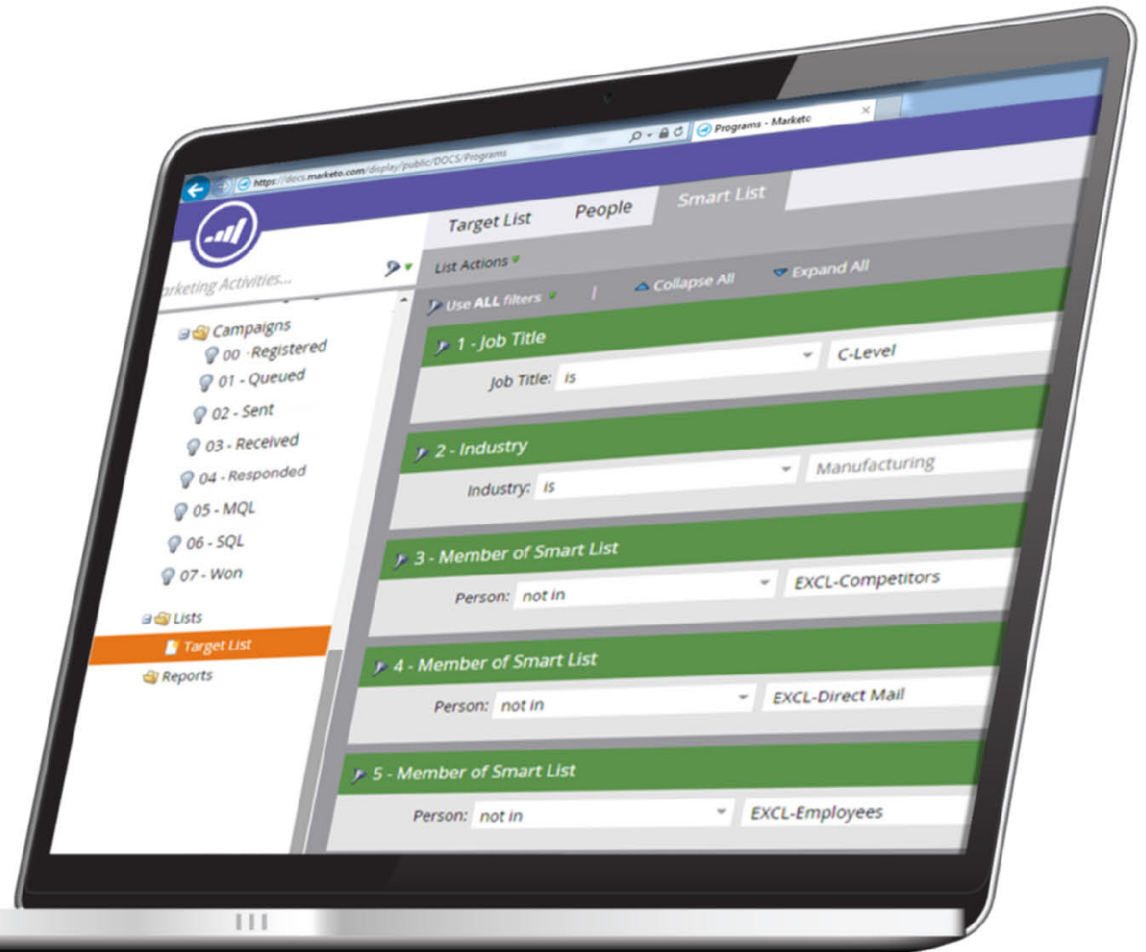 https://docs.marketo.com/display/public/DOCS/Programs
Programs - Marketo
Target List
People
Smart List
arketing Activities...
List Actions
Use ALL filters
Collapse All
Expand All
Campaigns
00 - Registered
01 - Queued
02 - Sent
03 - Received
04 - Responded
05 - MQL
06 - SQL
07 - Won
Lists
Target List
Reports
1 - Job Title
Job Title: is
C-Level
2 - Industry
Industry: is
Manufacturing
3 - Member of Smart List
Person: not in
EXCL-Competitors
4 - Member of Smart List
Person: not in
EXCL-Direct Mail
5 - Member of Smart List
Person: not in
EXCL-Employees